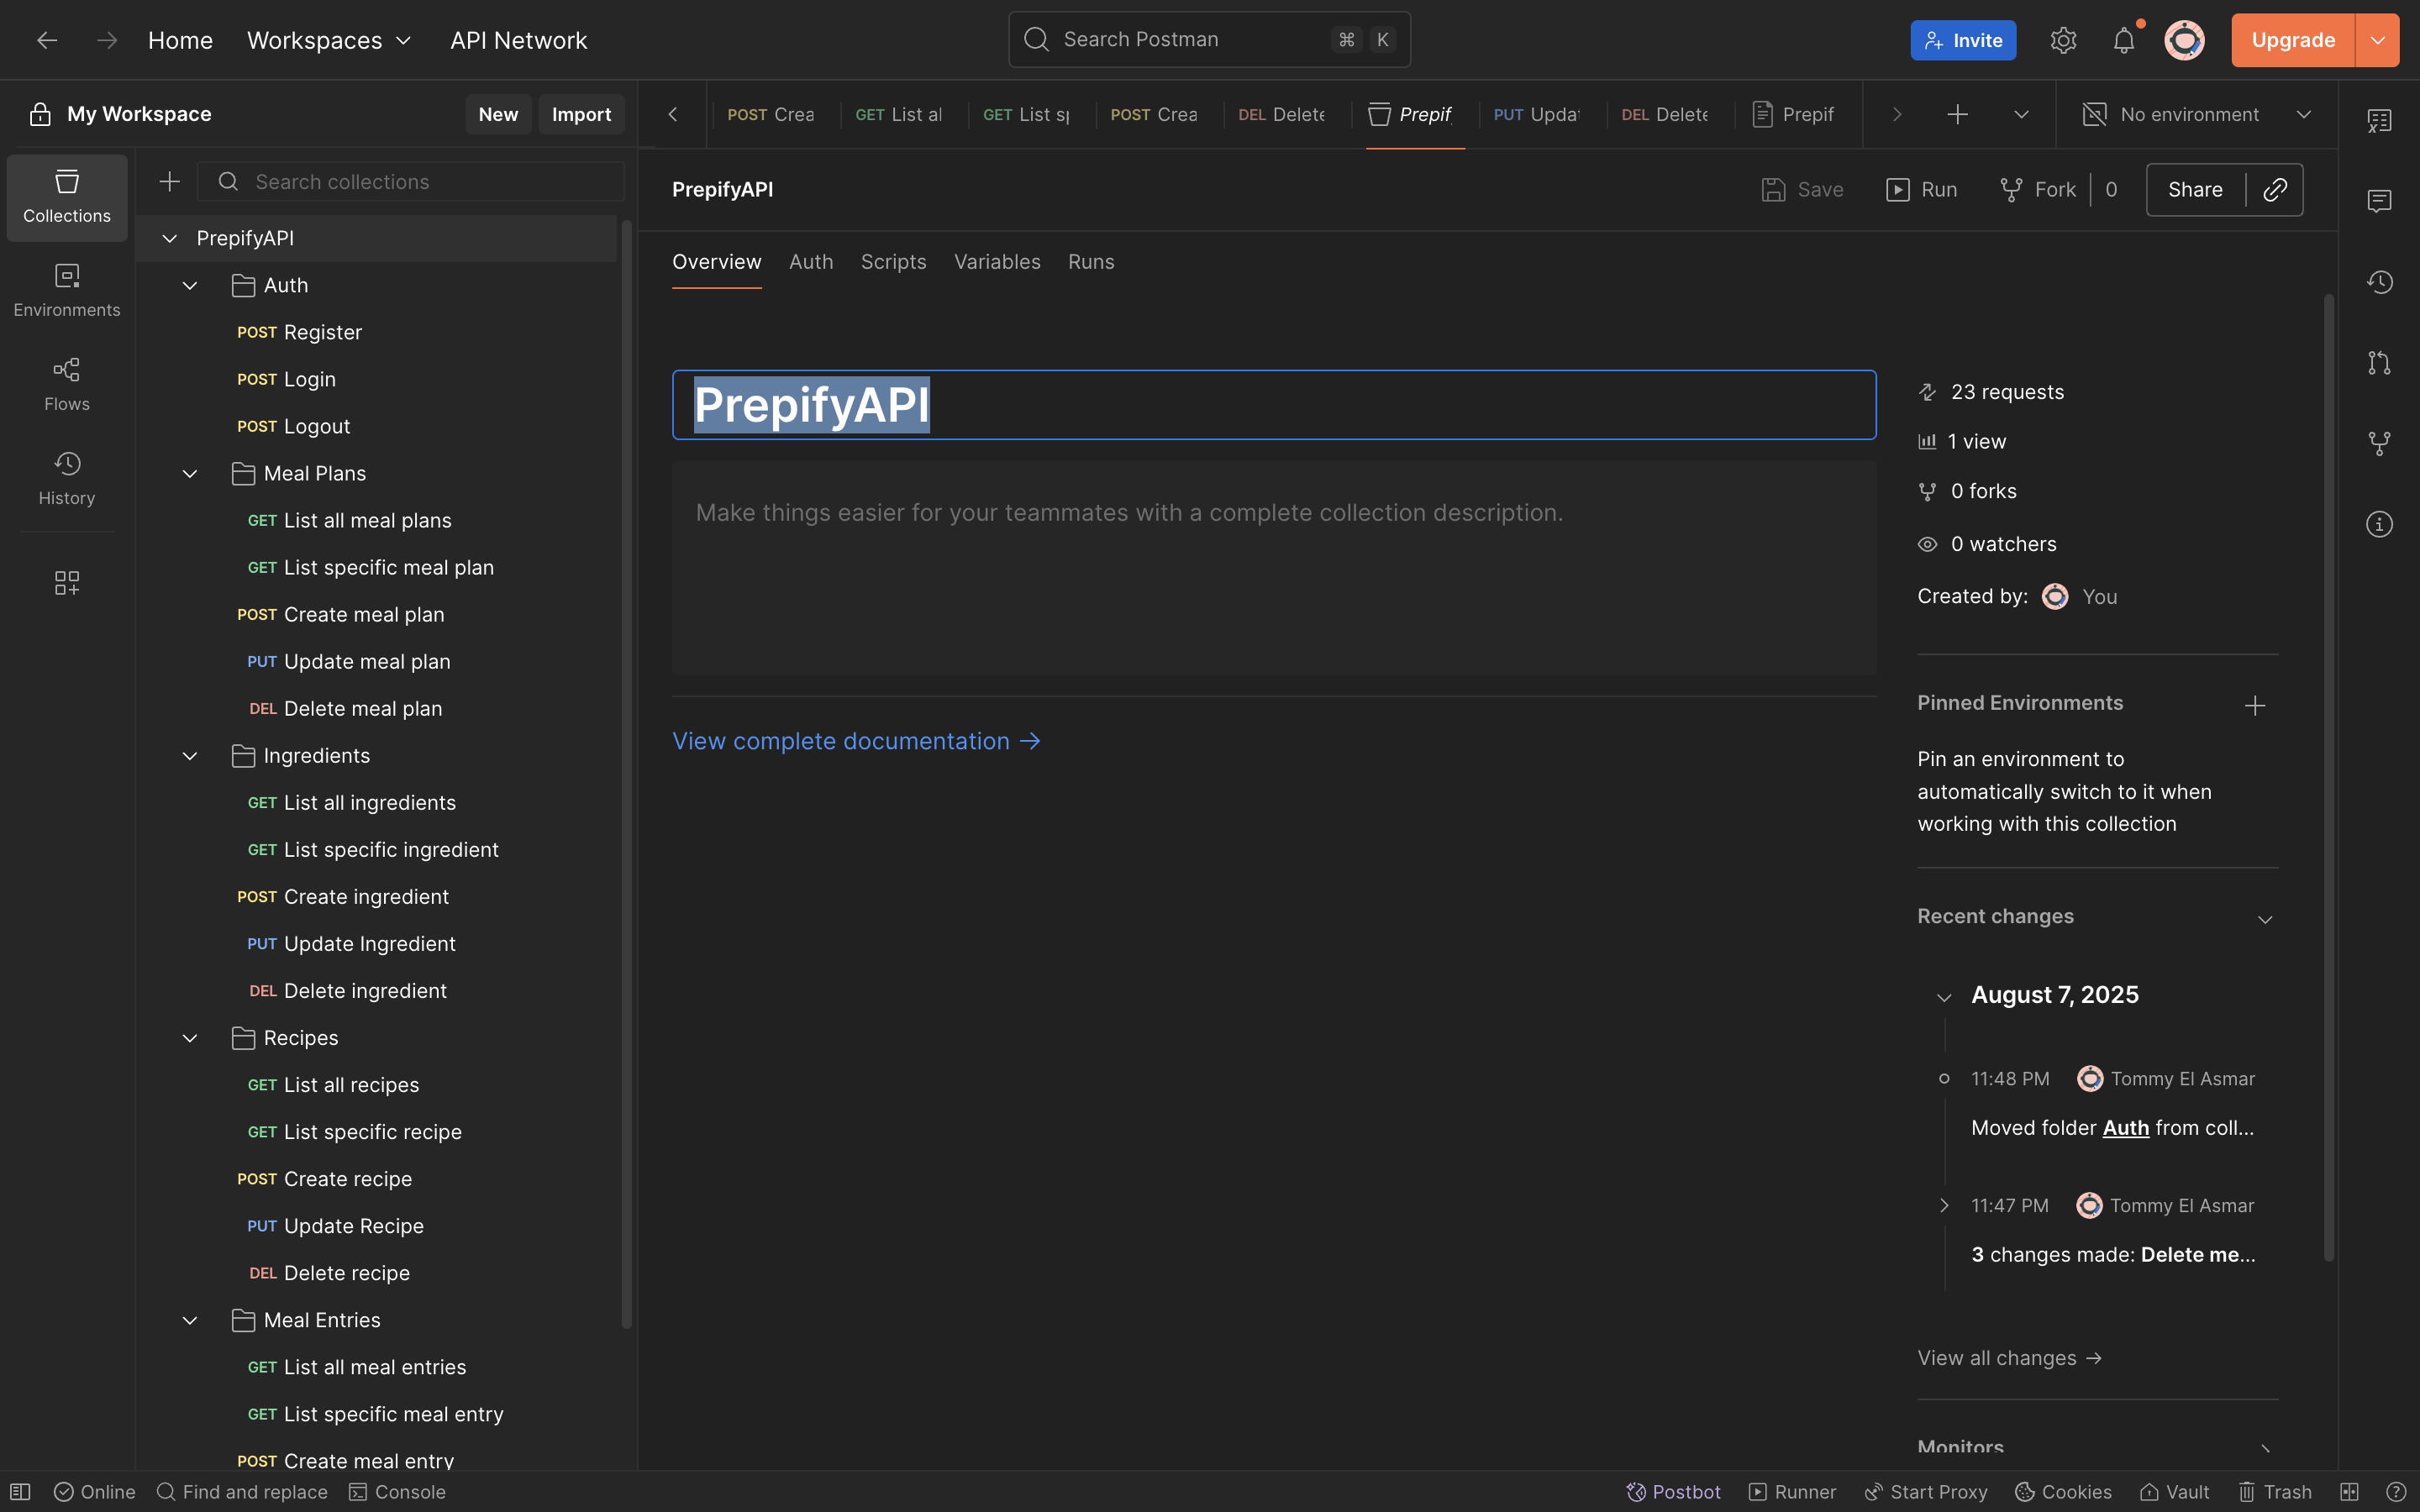 Home
Workspaces
API Network
Search Postman
⌘ K
Invite
Upgrade
My Workspace
New
Import
POST Crea
GET List al
GET List sp
POST Crea
DEL Delete
Prepif
PUT Updat
DEL Delete
Prepif
No environment
Collections
Environments
Flows
History
Search collections
PrepifyAPI
Auth
POST Register
POST Login
POST Logout
Meal Plans
GET List all meal plans
GET List specific meal plan
POST Create meal plan
PUT Update meal plan
DEL Delete meal plan
Ingredients
GET List all ingredients
GET List specific ingredient
POST Create ingredient
PUT Update Ingredient
DEL Delete ingredient
Recipes
GET List all recipes
GET List specific recipe
POST Create recipe
PUT Update Recipe
DEL Delete recipe
Meal Entries
GET List all meal entries
GET List specific meal entry
POST Create meal entry
PrepifyAPI
Save
Run
Fork
0
Share
Overview
Auth
Scripts
Variables
Runs
PrepifyAPI
Make things easier for your teammates with a complete collection description.
View complete documentation →
23 requests
1 view
0 forks
0 watchers
Created by:
You
Pinned Environments
Pin an environment to
automatically switch to it when
working with this collection
Recent changes
August 7, 2025
11:48 PM
Tommy El Asmar
Moved folder Auth from coll...
11:47 PM
Tommy El Asmar
3 changes made: Delete me...
View all changes →
Monitors
Online
Find and replace
Console
Postbot
Runner
Start Proxy
Cookies
Vault
Trash